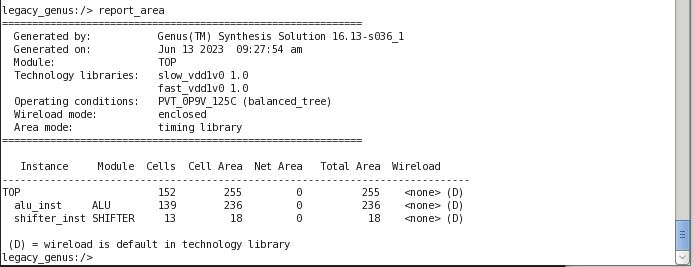 legacy_genus:/> report_area
============================================================
  Generated by:           Genus(TM) Synthesis Solution 16.13-s036_1
  Generated on:           Jun 13 2023  09:27:54 am
  Module:                 TOP
  Technology libraries:   slow_vdd1v0 1.0
                          fast_vdd1v0 1.0
  Operating conditions:   PVT_0P9V_125C (balanced_tree)
  Wireload mode:          enclosed
  Area mode:              timing library
============================================================

   Instance     Module  Cells  Cell Area  Net Area   Total Area  Wireload
------------------------------------------------------------------------------
TOP                       152        255         0          255    <none> (D)
  alu_inst     ALU        139        236         0          236    <none> (D)
  shifter_inst SHIFTER     13         18         0           18    <none> (D)

 (D) = wireload is default in technology library
legacy_genus:/>